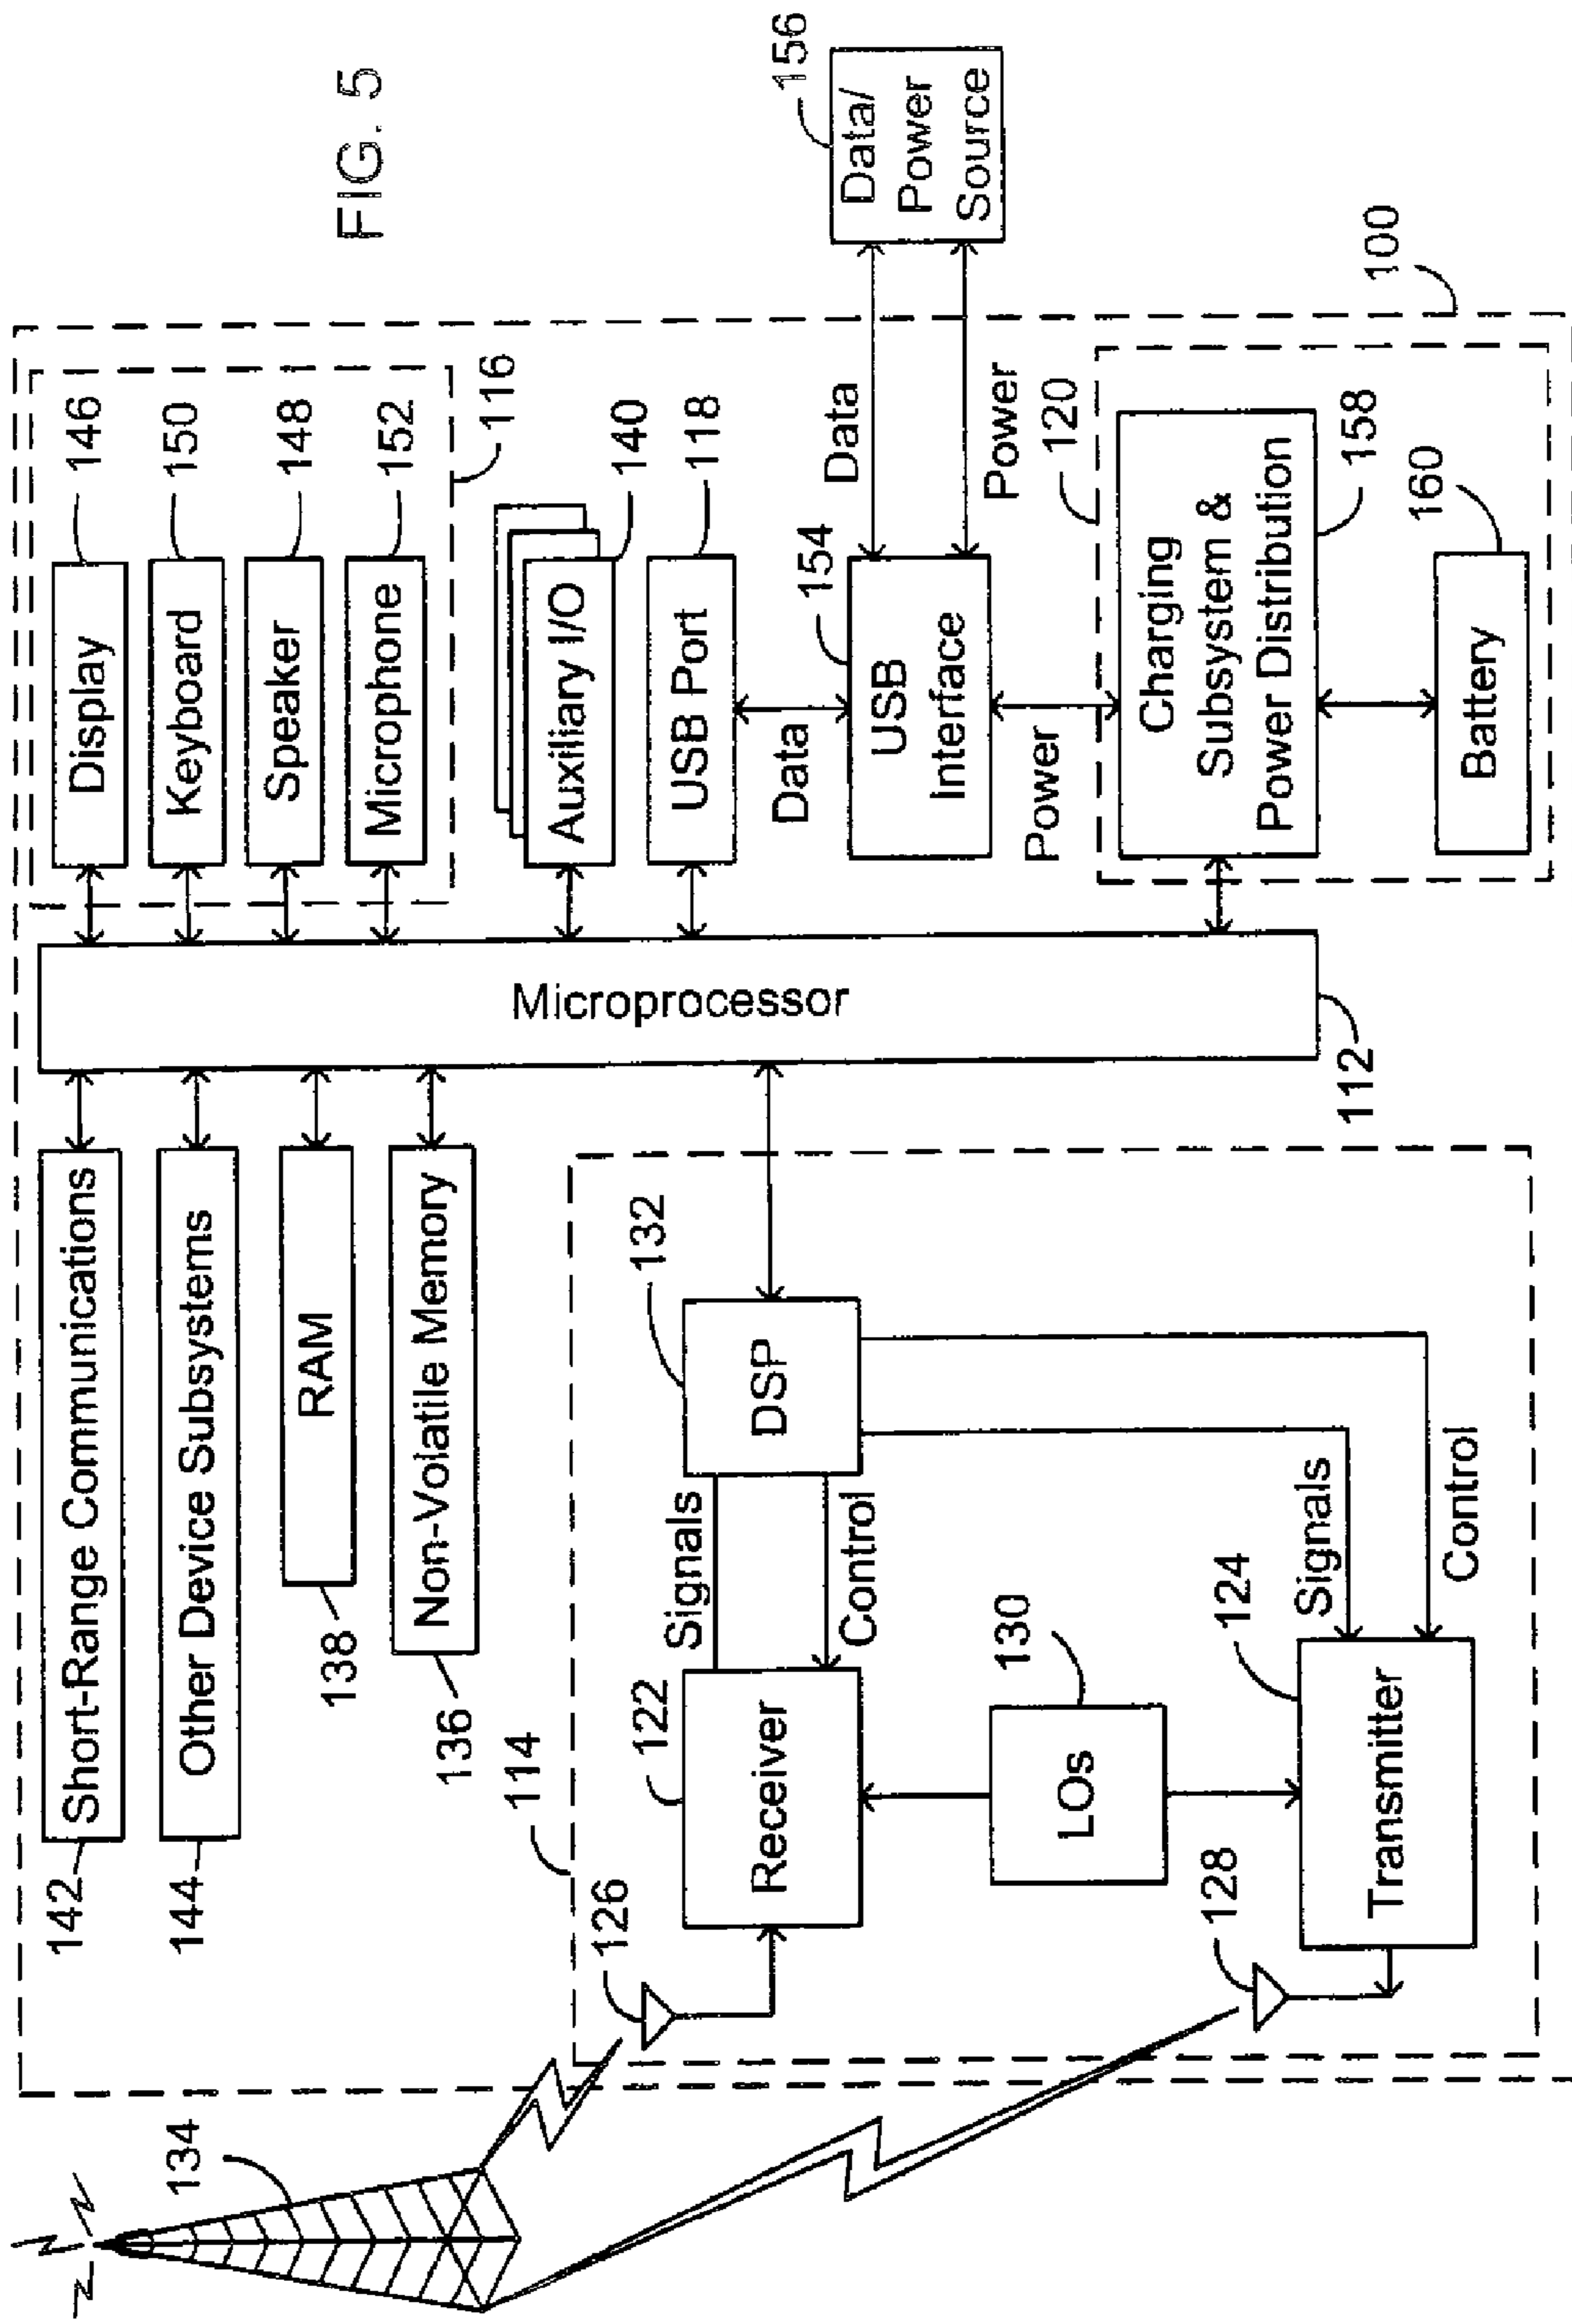 FIG. 5
134
142
Short-Range Communications
144
Other Device Subsystems
138
RAM
136
Non-Volatile Memory
114
126
122
Receiver
Signals
Control
132
DSP
130
LOs
128
124
Transmitter
Signals
Control
Microprocessor
112
Display
146
Keyboard
150
Speaker
148
Microphone
152
116
Auxiliary I/O
140
USB Port
118
Data
154
USB
Interface
Data
Power
156
Data/
Power
Source
Power
120
Charging
Subsystem &
Power Distribution
158
Battery
160
100